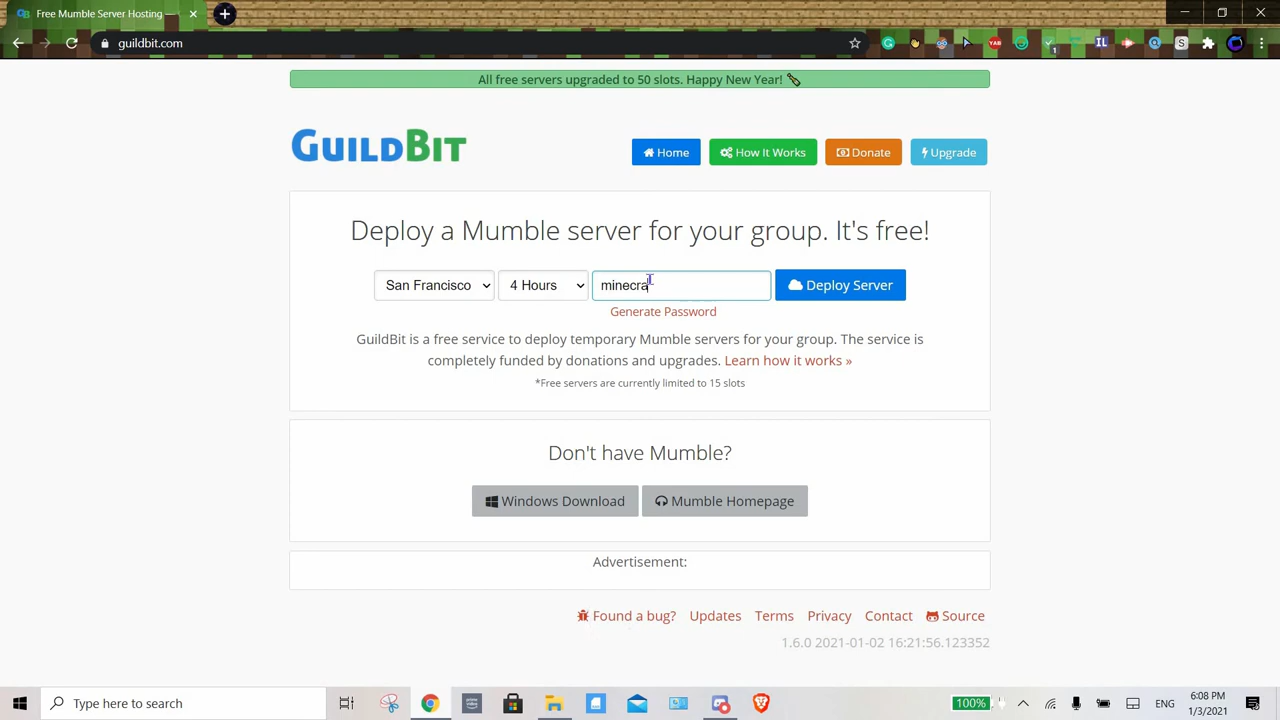 Free Mumble Server Hosting
guildbit.com
All free servers upgraded to 50 slots. Happy New Year!
GUILDBIT
Home
How It Works
Donate
Upgrade
Deploy a Mumble server for your group. It's free!
San Francisco
4 Hours
minecra
Deploy Server
Generate Password
GuildBit is a free service to deploy temporary Mumble servers for your group. The service is
completely funded by donations and upgrades. Learn how it works »
*Free servers are currently limited to 15 slots
Don't have Mumble?
Windows Download
Mumble Homepage
Advertisement:
Found a bug?
Updates
Terms
Privacy
Contact
Source
1.6.0 2021-01-02 16:21:56.123352
Type here to search
100%
ENG
6:08 PM
1/3/2021